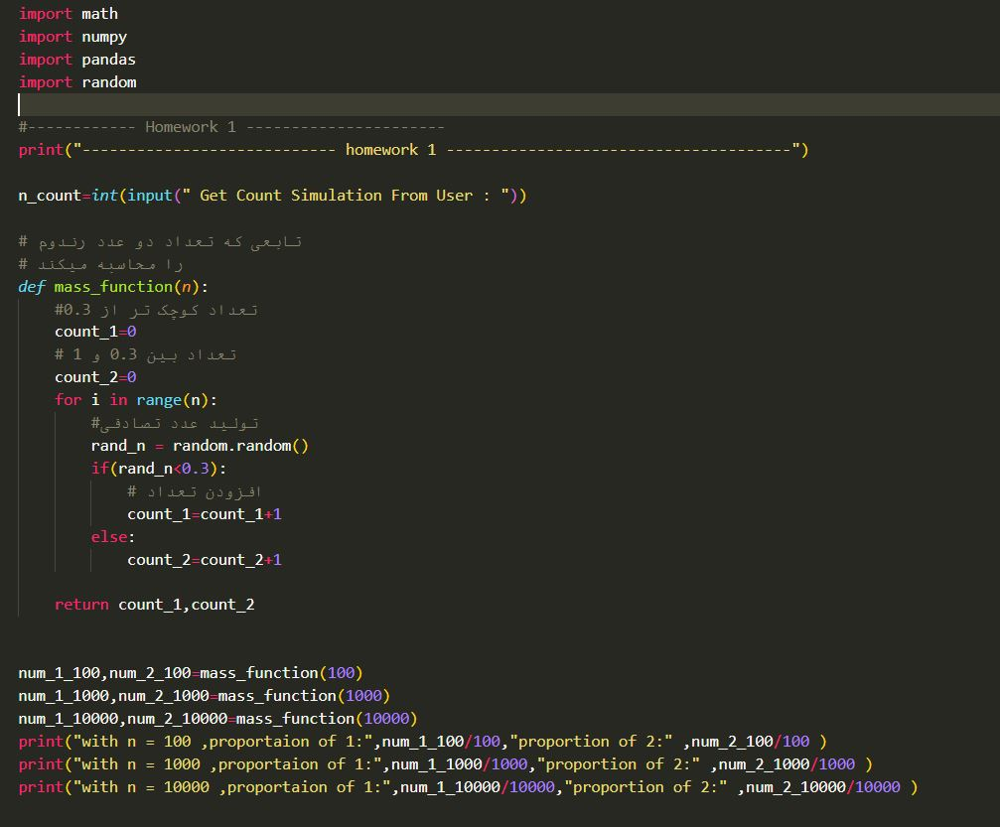 import math
import numpy
import pandas
import random
#------------ Homework 1 ----------------------
print("---------------------------- homework 1 --------------------------------------")
n_count=int(input(" Get Count Simulation From User : "))
# تابعی که تعداد دو عدد رندوم
# را محاسبه میکند
def mass_function(n):
    #تعداد کوچک تر از 0.3
    count_1=0
    # تعداد بین 0.3 و 1
    count_2=0
    for i in range(n):
        #تولید عدد تصادفی
        rand_n = random.random()
        if(rand_n<0.3):
            # افزودن تعداد
            count_1=count_1+1
        else:
            count_2=count_2+1
    return count_1,count_2
num_1_100,num_2_100=mass_function(100)
num_1_1000,num_2_1000=mass_function(1000)
num_1_10000,num_2_10000=mass_function(10000)
print("with n = 100 ,proportaion of 1:",num_1_100/100,"proportion of 2:" ,num_2_100/100 )
print("with n = 1000 ,proportaion of 1:",num_1_1000/1000,"proportion of 2:" ,num_2_1000/1000 )
print("with n = 10000 ,proportaion of 1:",num_1_10000/10000,"proportion of 2:" ,num_2_10000/10000 )